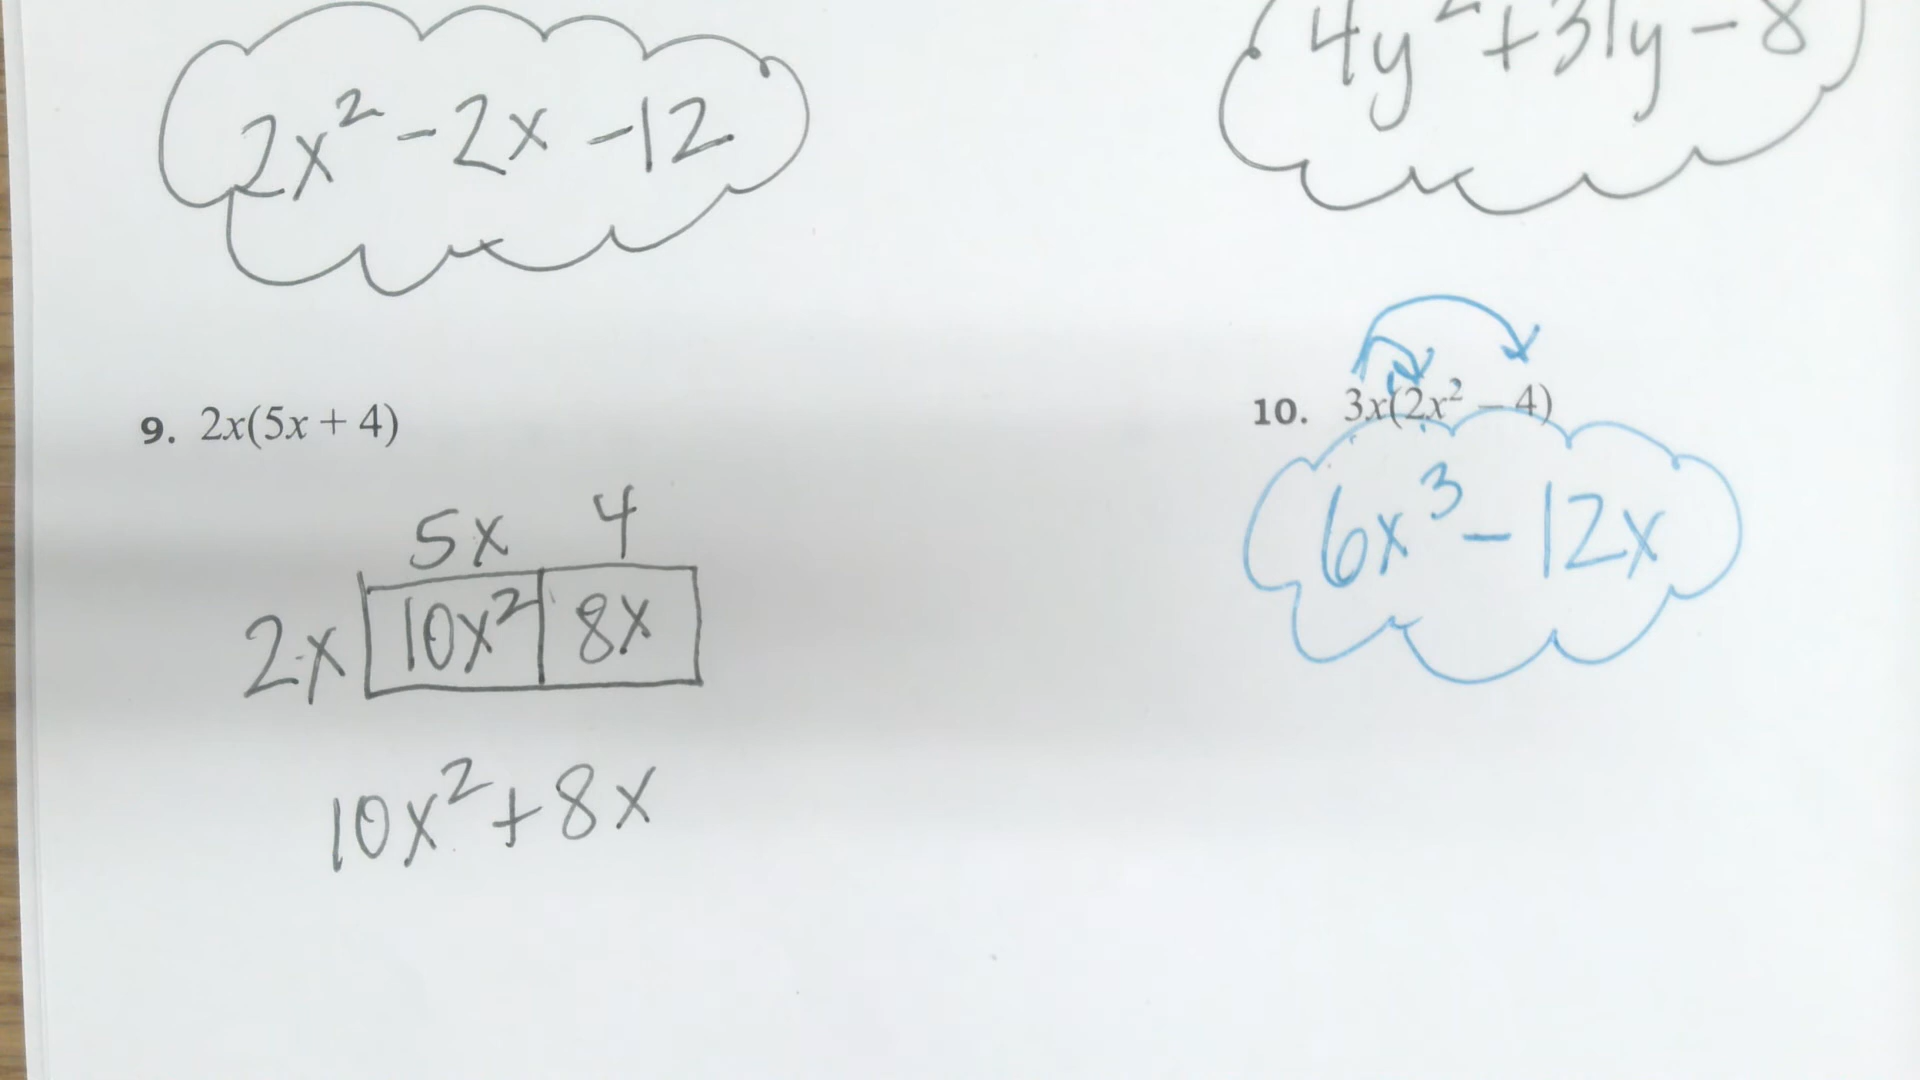 2x² - 2x - 12
4y² + 31y - 8
9. 2x(5x + 4)
5x 4
2x 10x² 8x
10x² + 8x
10. 3x(2x² - 4)
6x³ - 12x